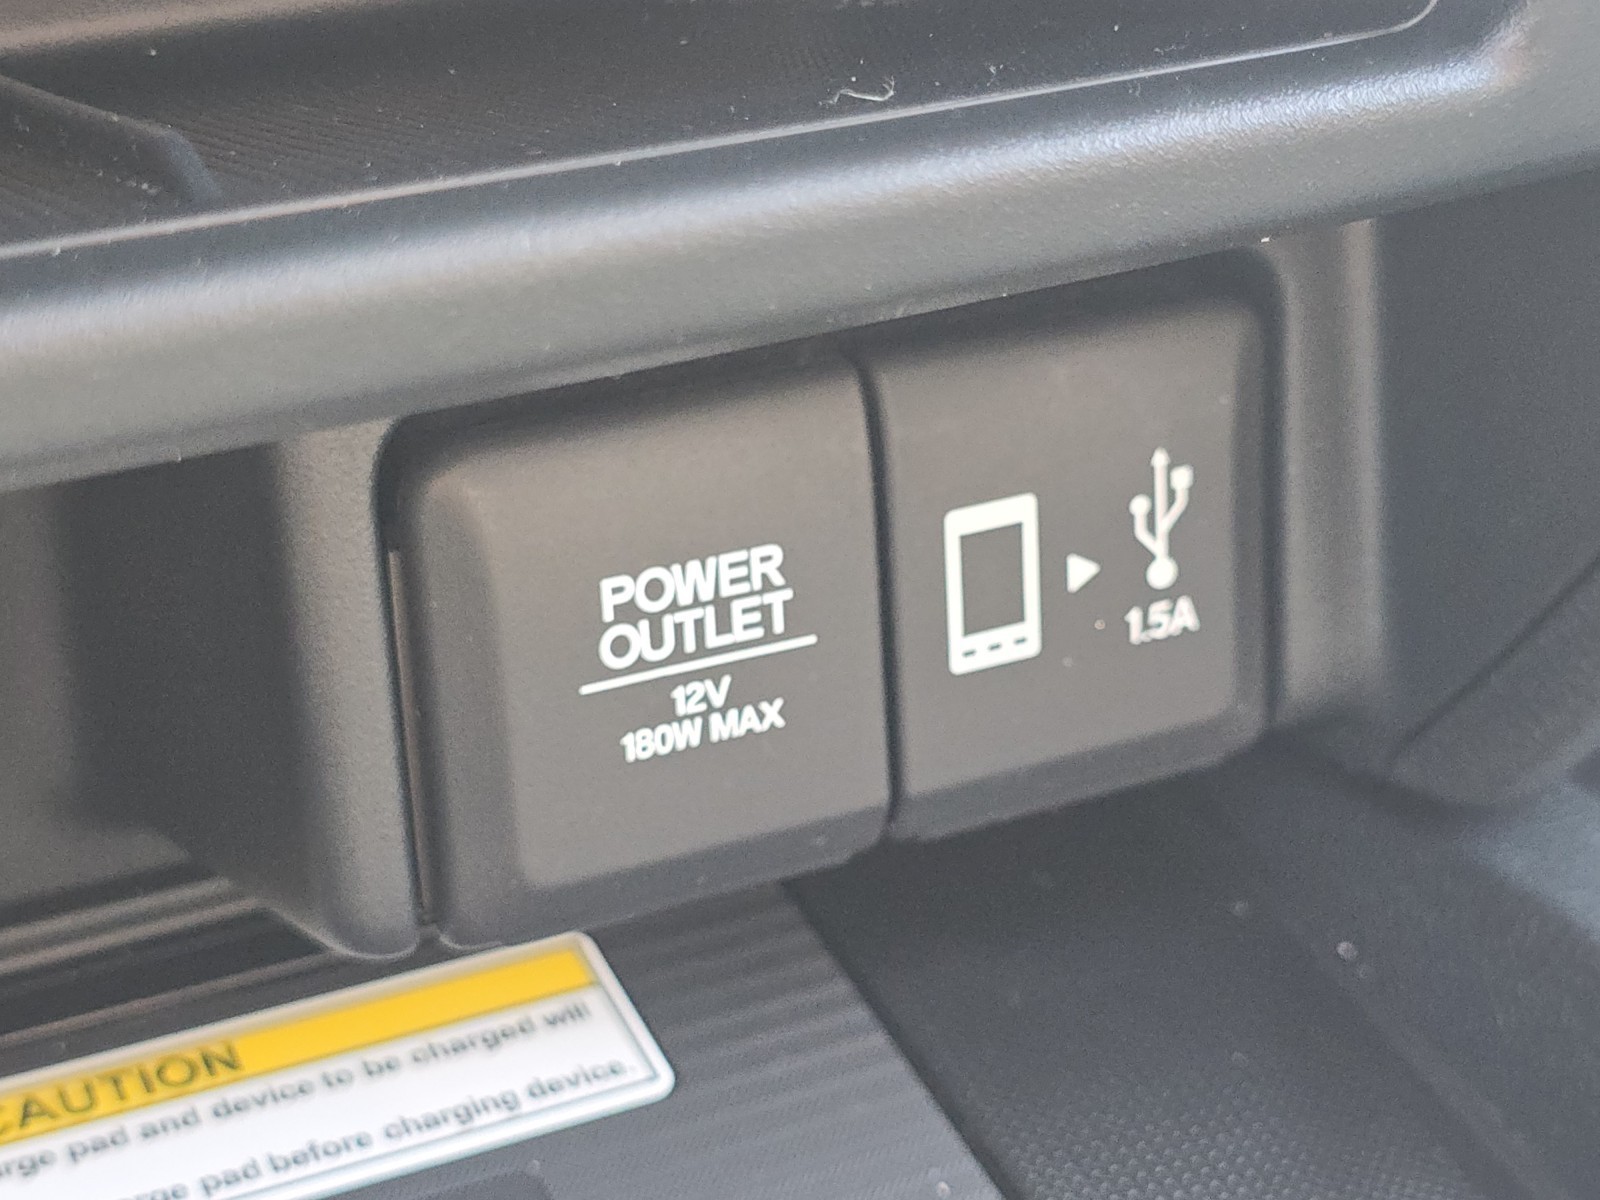 POWER
OUTLET
12V
180W MAX
1.5A
CAUTION
rge pad and device to be charged will
rge pad before charging device.